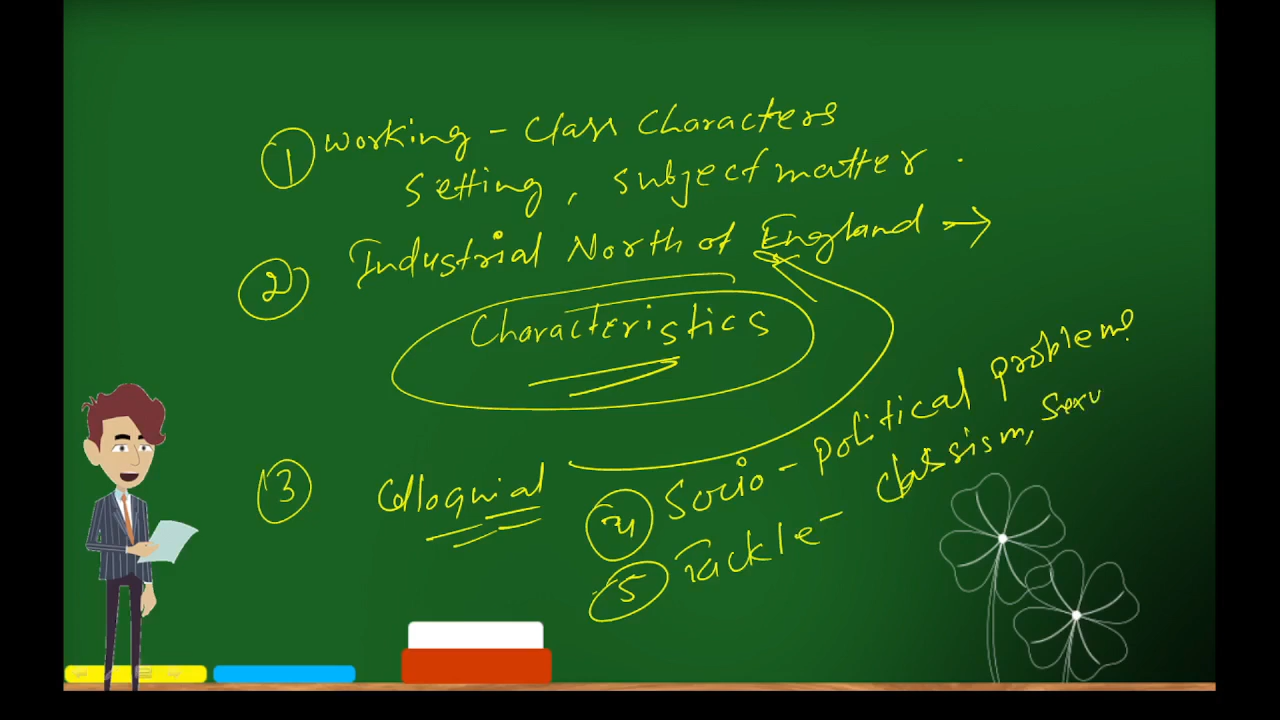 ① Working - Class Characters
Setting, Subject matter.
② Industrial North of England →
Characteristics
③ Colloquial
④ Socio - political problems
⑤ Tackle - classism, Sexu